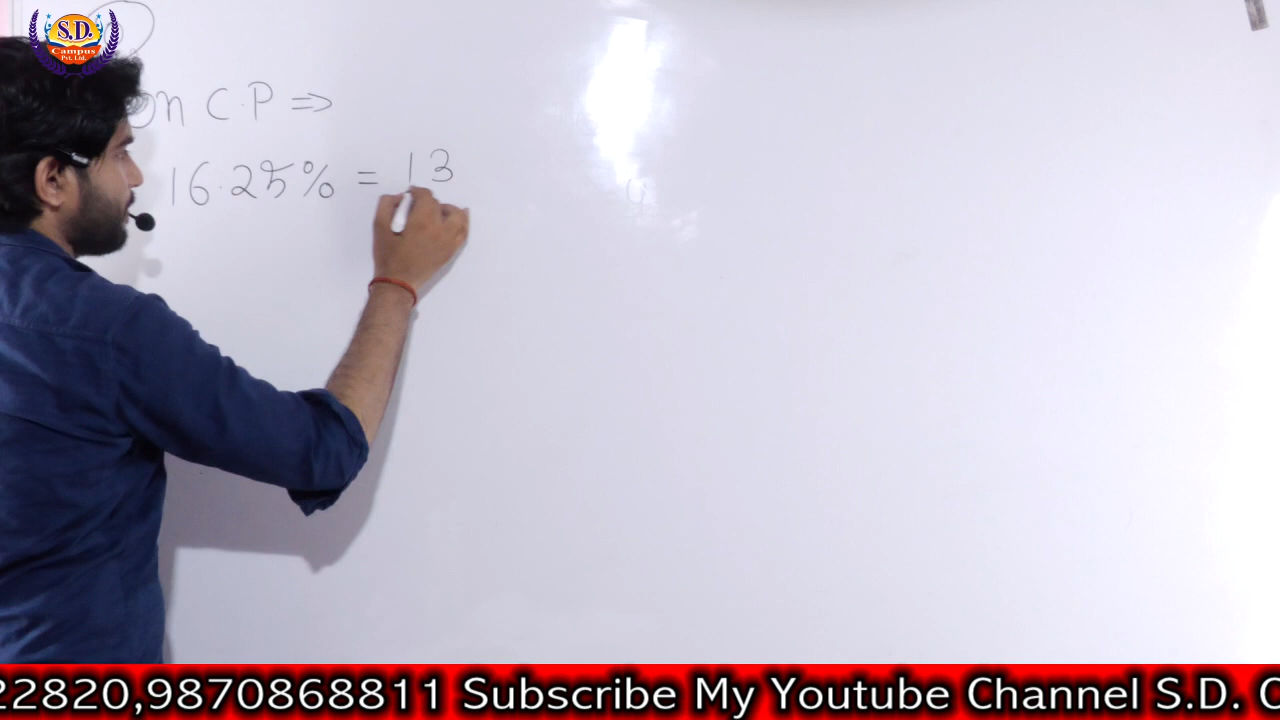 S.D.
Campus
Pvt. Ltd.
on C.P ⇒
16.25% = 13
22820,9870868811 Subscribe My Youtube Channel S.D. C